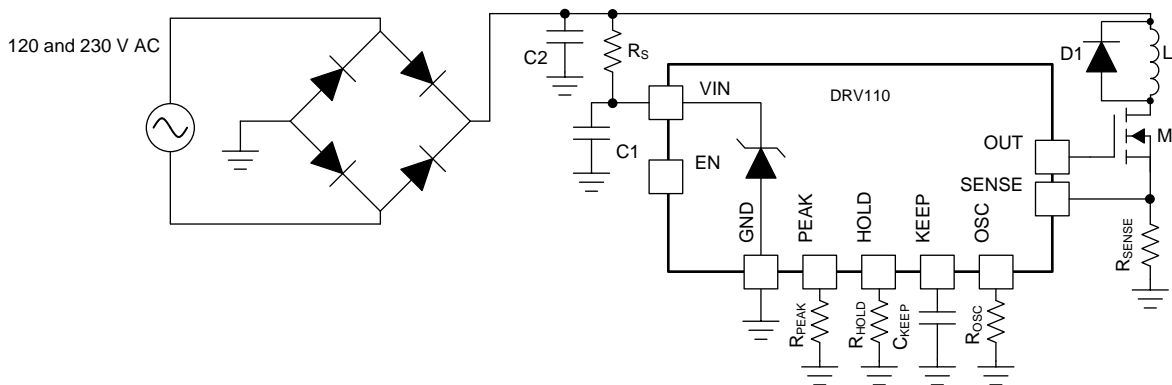 120 and 230 V AC
C2
RS
D1
L
VIN
DRV110
C1
M
OUT
EN
SENSE
GND
PEAK
HOLD
KEEP
OSC
RSENSE
RPEAK
RHOLD
CKEEP
ROSC